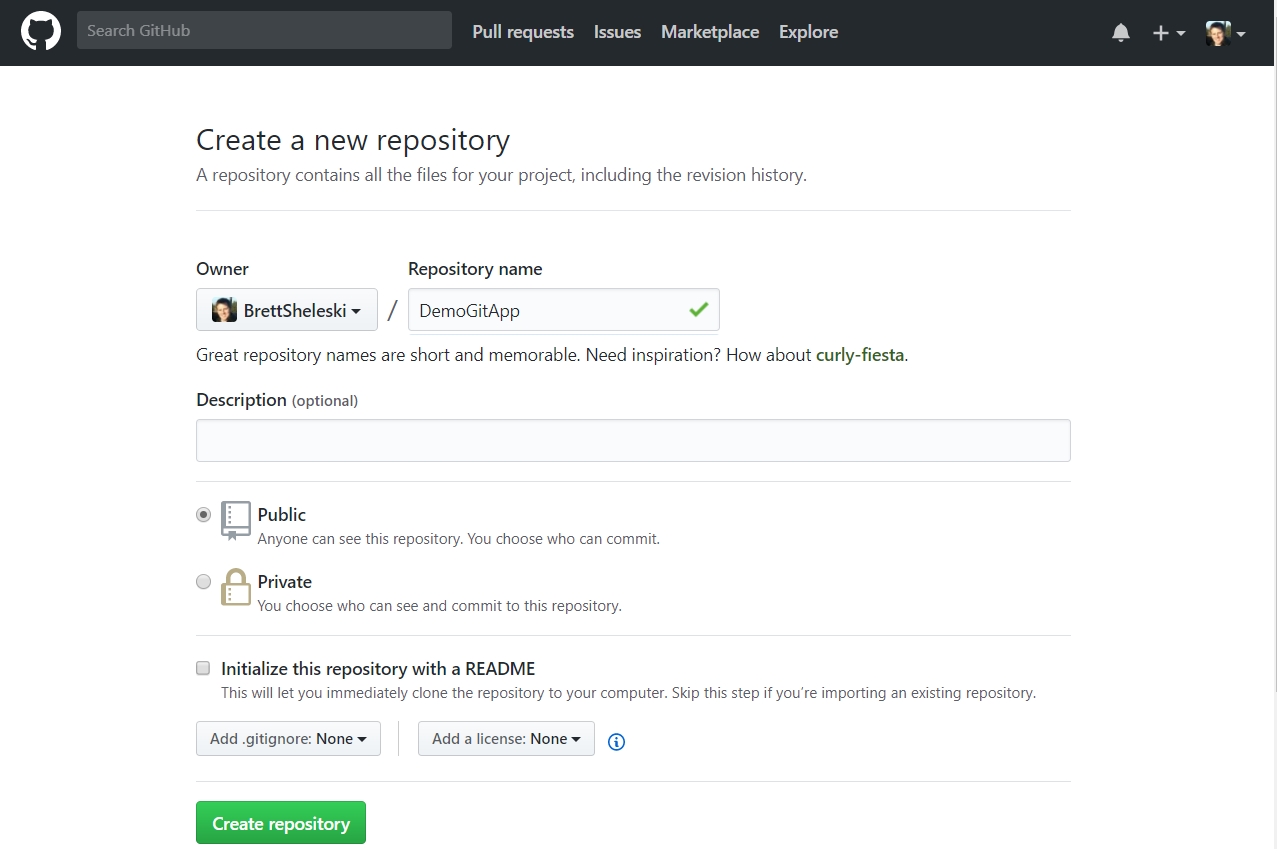 Search GitHub Pull requests Issues Marketplace Explore
Create a new repository
A repository contains all the files for your project, including the revision history.
Owner Repository name
BrettSheleski / DemoGitApp
Great repository names are short and memorable. Need inspiration? How about curly-fiesta.
Description (optional)
Public
Anyone can see this repository. You choose who can commit.
Private
You choose who can see and commit to this repository.
Initialize this repository with a README
This will let you immediately clone the repository to your computer. Skip this step if you’re importing an existing repository.
Add .gitignore: None Add a license: None
Create repository